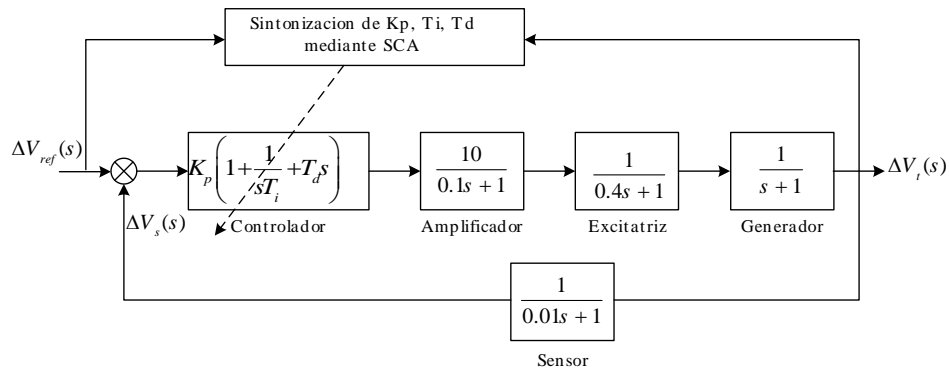 Sintonizacion de Kp, Ti, Td
mediante SCA
ΔV_ref(s)
K_p(1+1/(sT_i)+T_d s)
10/(0.1s+1)
1/(0.4s+1)
1/(s+1)
ΔV_t(s)
ΔV_s(s)
Controlador
Amplificador
Excitatriz
Generador
1/(0.01s+1)
Sensor